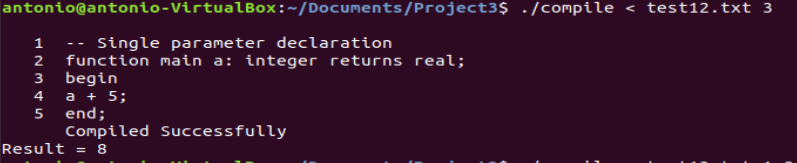 antonio@antonio-VirtualBox:~/Documents/Project3$ ./compile < test12.txt 3
1 -- Single parameter declaration
2 function main a: integer returns real;
3 begin
4 a + 5;
5 end;
Compiled Successfully
Result = 8